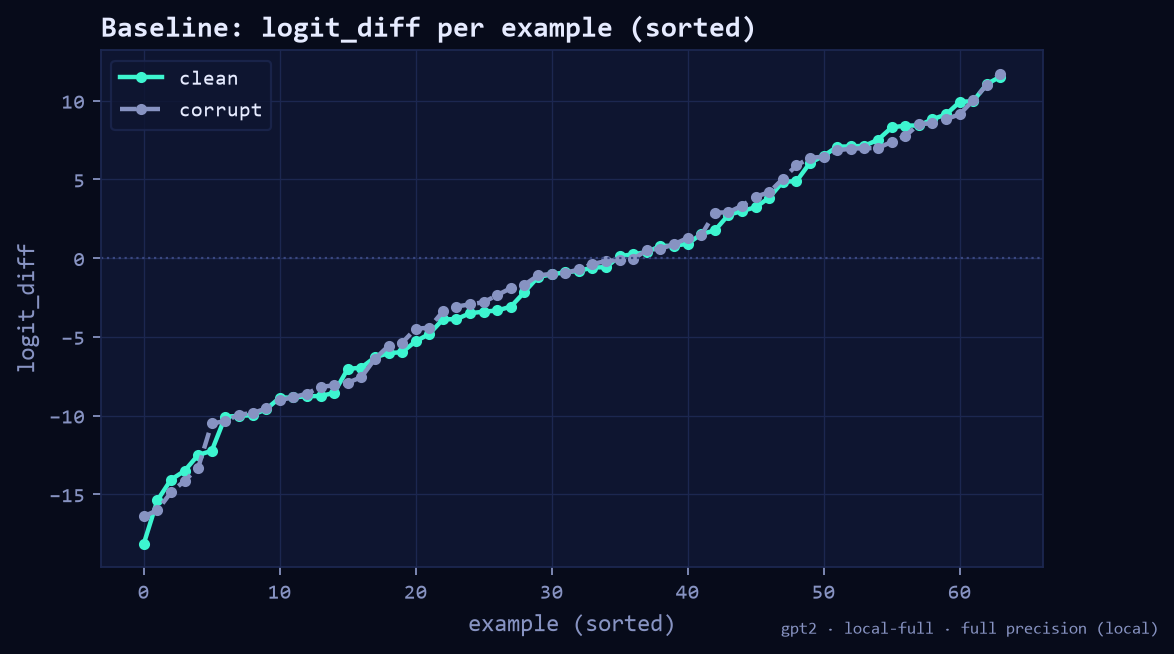 Baseline: logit_diff per example (sorted)
clean
corrupt
10
5
0
−5
−10
−15
logit_diff
0 10 20 30 40 50 60
example (sorted)
gpt2 · local-full · full precision (local)